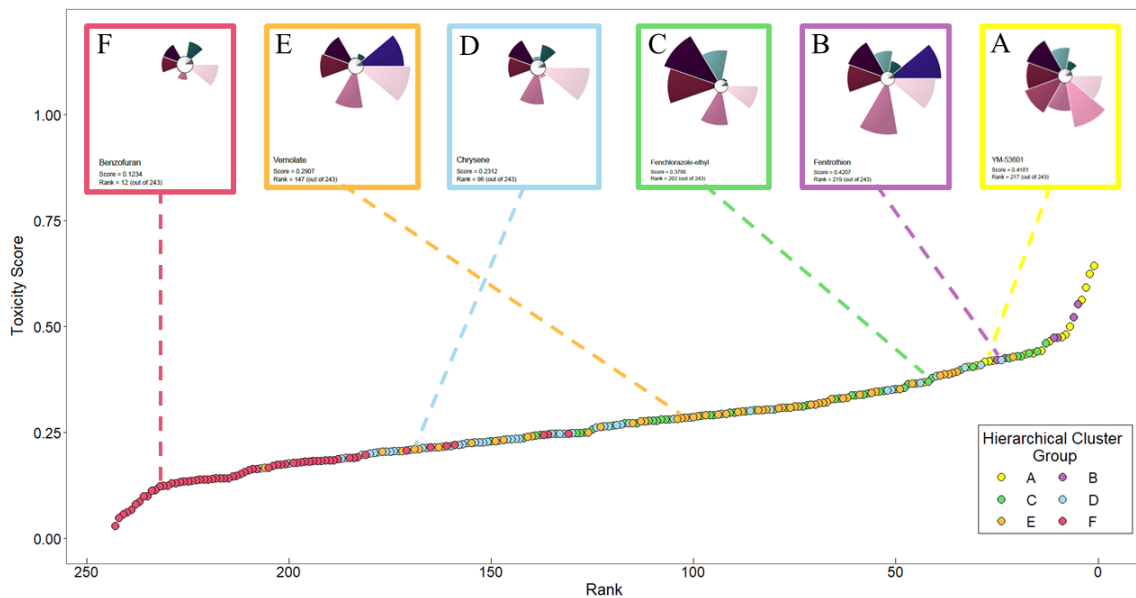 F
Benzofuran
Score = 0.1234
Rank = 12 (out of 243)
E
Vernolate
Score = 0.2907
Rank = 147 (out of 243)
D
Chrysene
Score = 0.2312
Rank = 96 (out of 243)
C
Fenchlorazole-ethyl
Score = 0.3706
Rank = 202 (out of 243)
B
Fenitrothion
Score = 0.4207
Rank = 219 (out of 243)
A
YM-53601
Score = 0.4181
Rank = 217 (out of 243)
Toxicity Score
1.00
0.75
0.50
0.25
0.00
250
200
150
100
50
0
Rank
Hierarchical Cluster
Group
A B
C D
E F